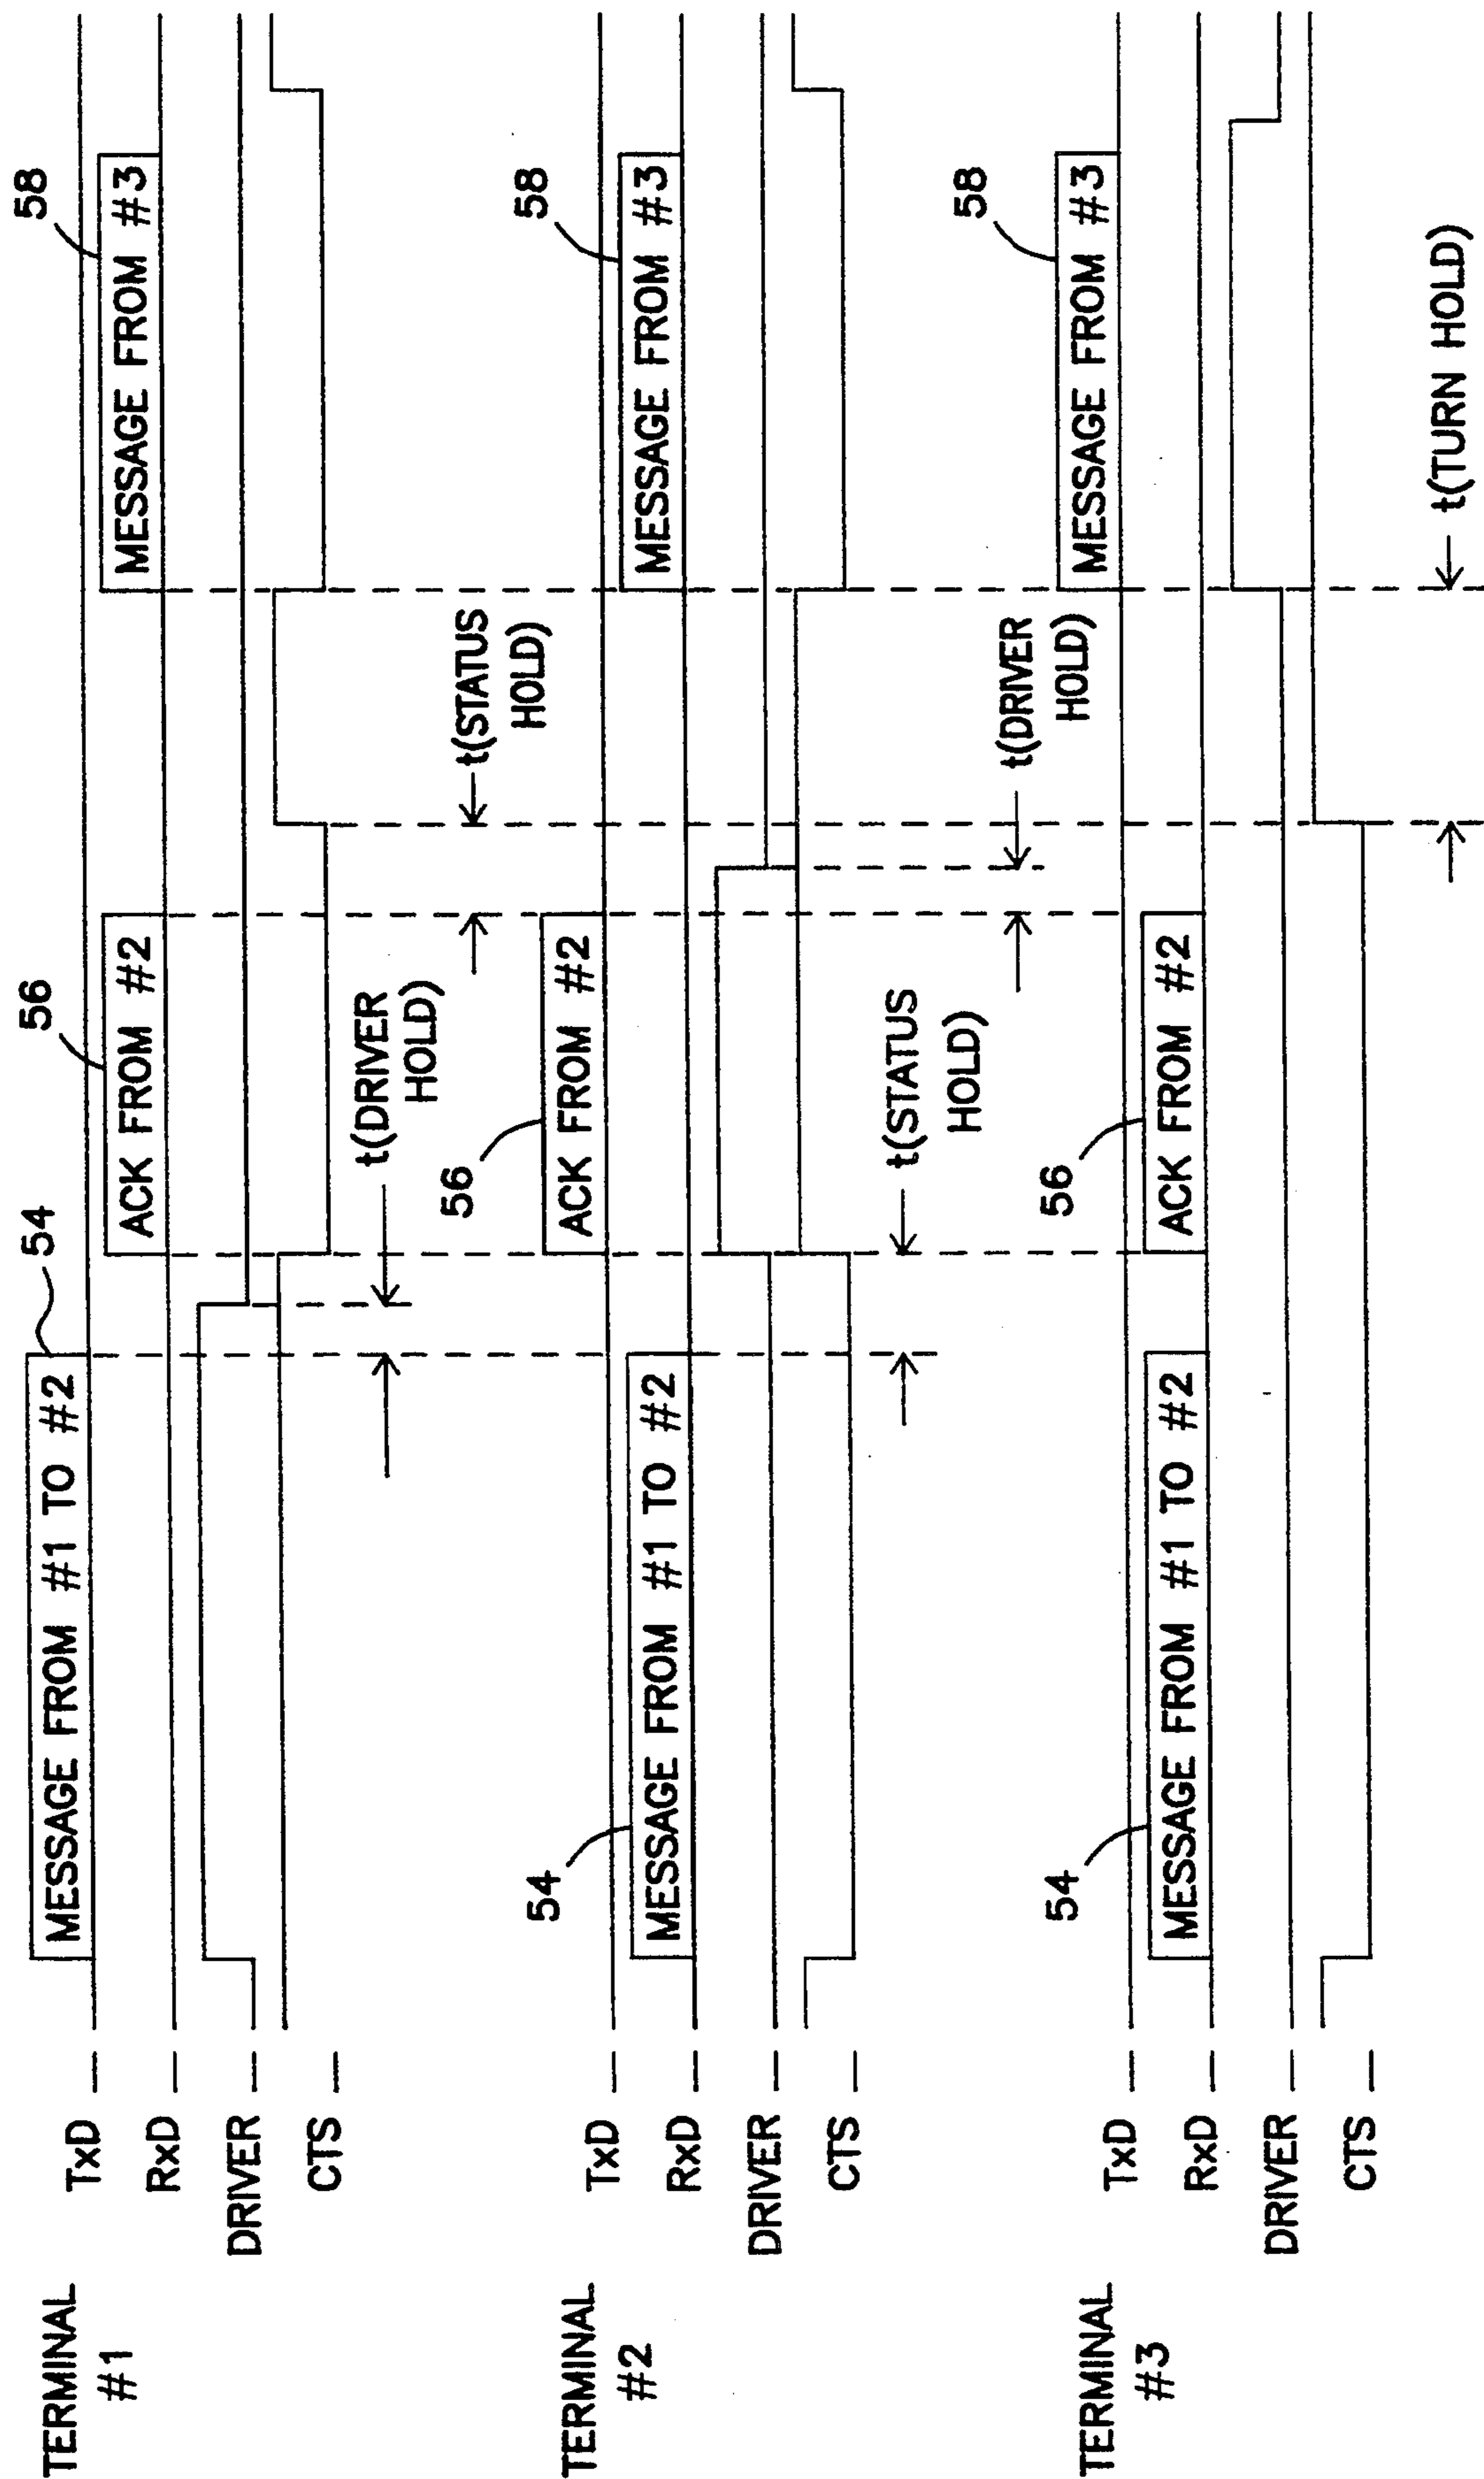 TERMINAL
#1
TxD
RxD
DRIVER
CTS
MESSAGE FROM #1 TO #2
54
ACK FROM #2
56
MESSAGE FROM #3
58
t(DRIVER
HOLD)
t(STATUS
HOLD)
TERMINAL
#2
TxD
RxD
DRIVER
CTS
54
MESSAGE FROM #1 TO #2
56
ACK FROM #2
58
MESSAGE FROM #3
t(STATUS
HOLD)
t(DRIVER
HOLD)
TERMINAL
#3
TxD
RxD
DRIVER
CTS
54
MESSAGE FROM #1 TO #2
56
ACK FROM #2
58
MESSAGE FROM #3
t(TURN HOLD)